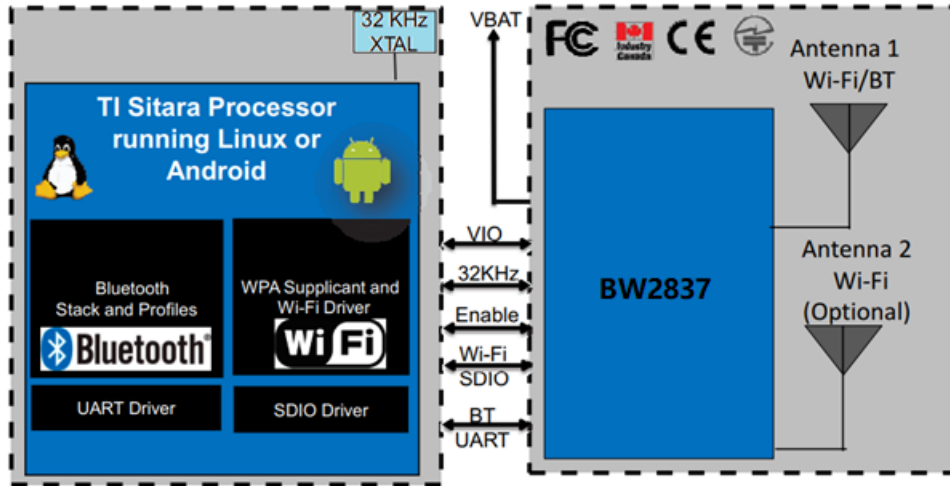 32 KHz
XTAL
TI Sitara Processor
running Linux or
Android
Bluetooth
Stack and Profiles
Bluetooth®
WPA Supplicant and
Wi-Fi Driver
Wi Fi
UART Driver
SDIO Driver
VBAT
VIO
32KHz
Enable
Wi-Fi
SDIO
BT
UART
FC
Industry
Canada
CE
BW2837
Antenna 1
Wi-Fi/BT
Antenna 2
Wi-Fi
(Optional)